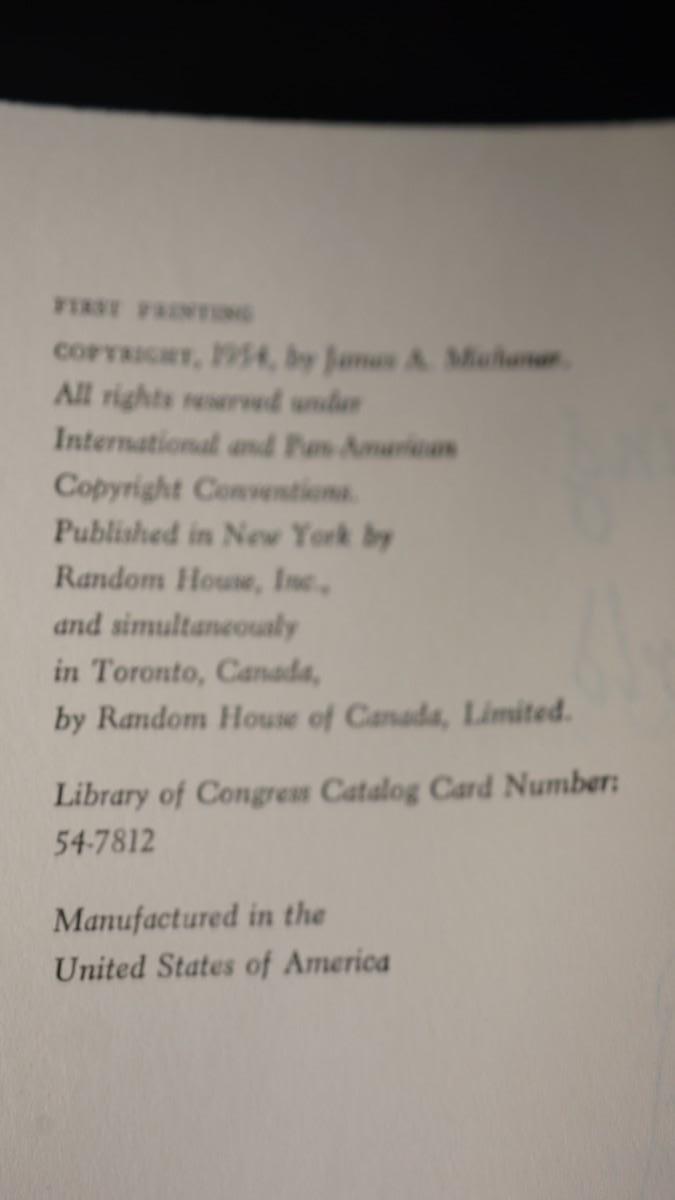 FIRST PRINTING
COPYRIGHT, 1954, by James A. Michener.
All rights reserved under
International and Pan-American
Copyright Conventions.
Published in New York by
Random House, Inc.,
and simultaneously
in Toronto, Canada,
by Random House of Canada, Limited.
Library of Congress Catalog Card Number:
54-7812
Manufactured in the
United States of America